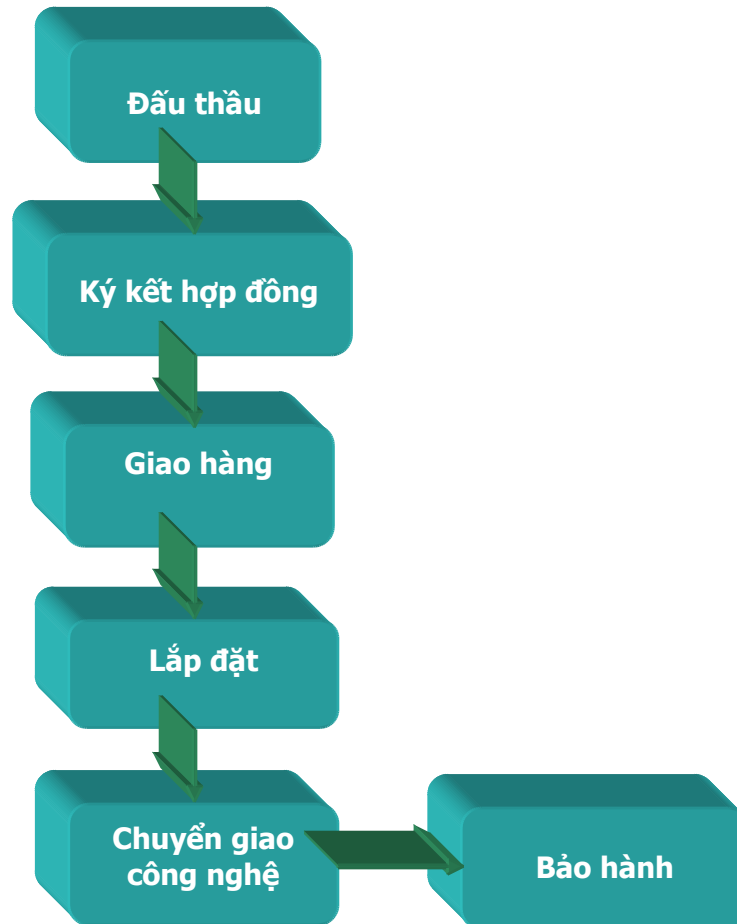 Đấu thầu
Ký kết hợp đồng
Giao hàng
Lắp đặt
Chuyển giao
công nghệ
Bảo hành